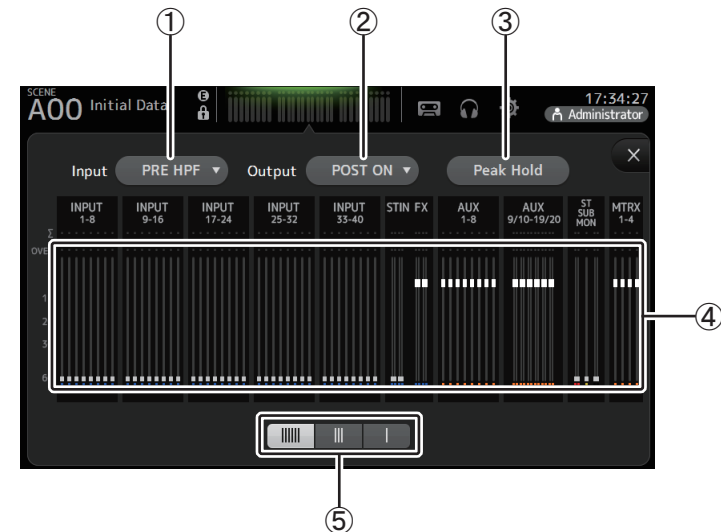 ① ② ③
SCENE
A00 Initial Data E 17:34:27
Administrator
Input PRE HPF ▼ Output POST ON ▼ Peak Hold ×
INPUT 1-8
INPUT 9-16
INPUT 17-24
INPUT 25-32
INPUT 33-40
STIN FX
AUX 1-8
AUX 9/10-19/20
ST SUB MON
MTRX 1-4
Σ
OVE
1
2
3
6
④
⑤